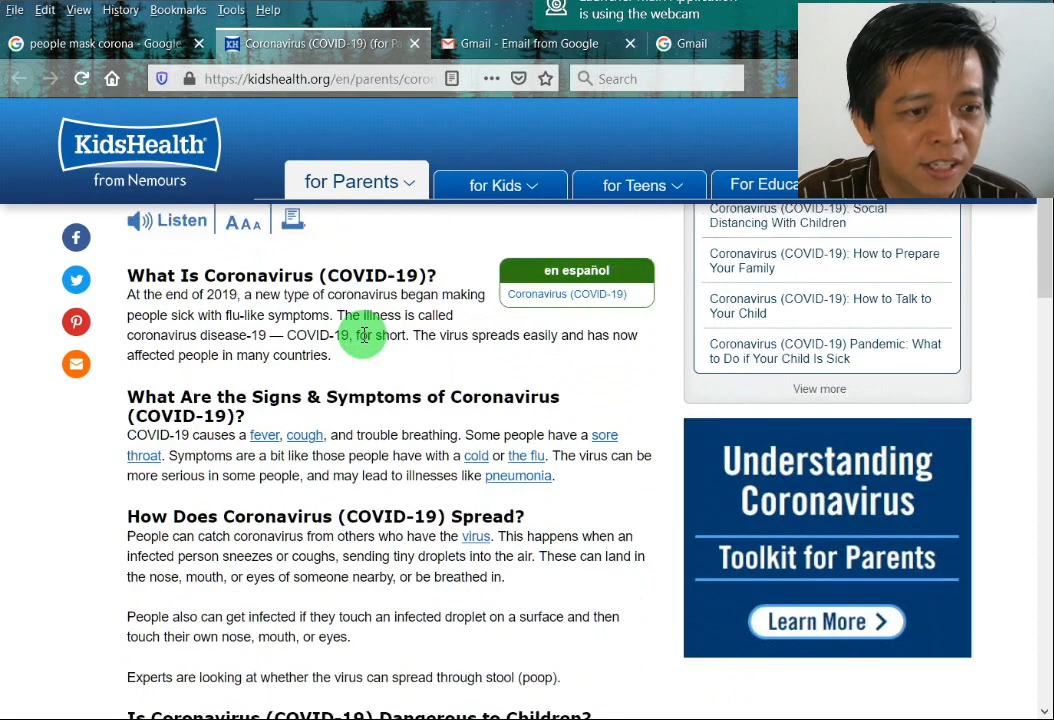 File Edit View History Bookmarks Tools Help
is using the webcam
people mask corona - Google
Coronavirus (COVID-19) (for Pa
Gmail - Email from Google
Gmail
https://kidshealth.org/en/parents/coron
Search
KidsHealth
from Nemours
for Parents
for Kids
for Teens
For Educa
Listen
AAA
What Is Coronavirus (COVID-19)?
At the end of 2019, a new type of coronavirus began making
people sick with flu-like symptoms. The illness is called
coronavirus disease-19 — COVID-19, for short. The virus spreads easily and has now
affected people in many countries.
en español
Coronavirus (COVID-19)
What Are the Signs & Symptoms of Coronavirus
(COVID-19)?
COVID-19 causes a fever, cough, and trouble breathing. Some people have a sore
throat. Symptoms are a bit like those people have with a cold or the flu. The virus can be
more serious in some people, and may lead to illnesses like pneumonia.
How Does Coronavirus (COVID-19) Spread?
People can catch coronavirus from others who have the virus. This happens when an
infected person sneezes or coughs, sending tiny droplets into the air. These can land in
the nose, mouth, or eyes of someone nearby, or be breathed in.
People also can get infected if they touch an infected droplet on a surface and then
touch their own nose, mouth, or eyes.
Experts are looking at whether the virus can spread through stool (poop).
Is Coronavirus (COVID-19) Dangerous to Children?
Coronavirus (COVID-19): Social
Distancing With Children
Coronavirus (COVID-19): How to Prepare
Your Family
Coronavirus (COVID-19): How to Talk to
Your Child
Coronavirus (COVID-19) Pandemic: What
to Do if Your Child Is Sick
View more
Understanding
Coronavirus
Toolkit for Parents
Learn More >